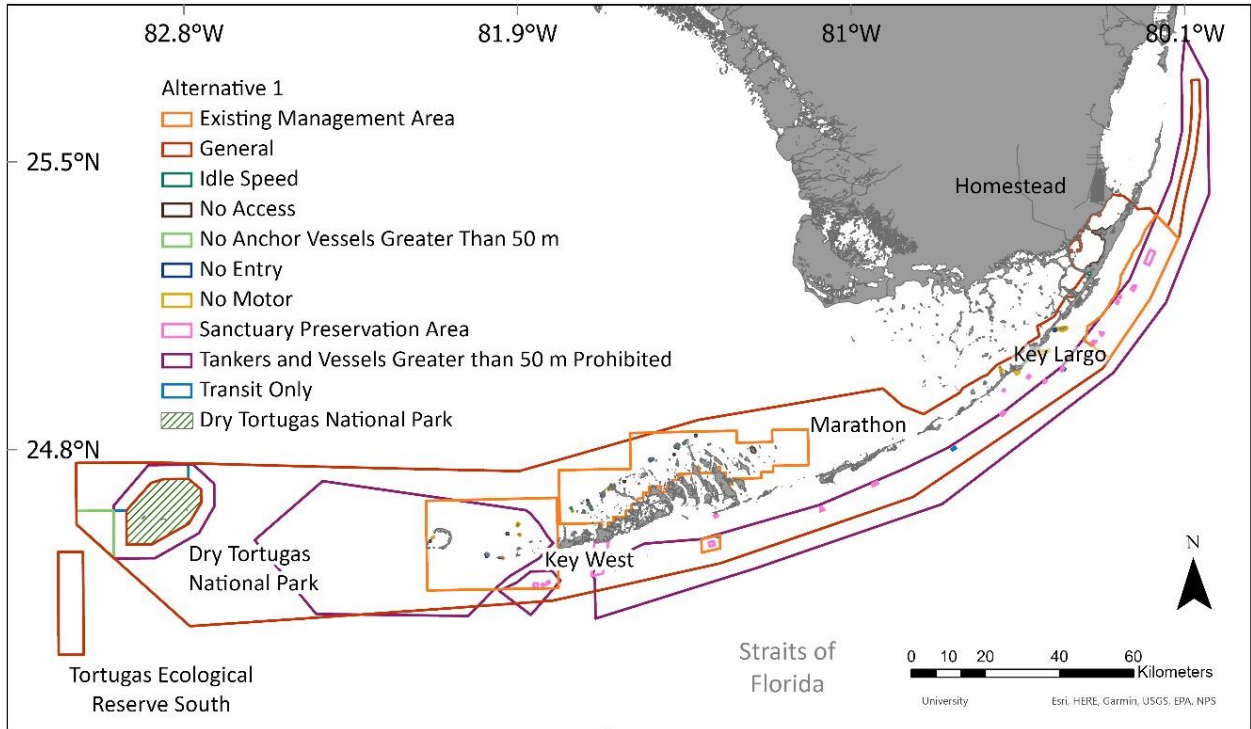 82.8°W
81.9°W
81°W
80.1°W
Alternative 1
Existing Management Area
General
Idle Speed
No Access
No Anchor Vessels Greater Than 50 m
No Entry
No Motor
Sanctuary Preservation Area
Tankers and Vessels Greater than 50 m Prohibited
Transit Only
Dry Tortugas National Park
25.5°N
Homestead
Key Largo
Marathon
24.8°N
Dry Tortugas
National Park
Key West
N
Tortugas Ecological
Reserve South
Straits of
Florida
0 10 20 40 60
Kilometers
University
Esri, HERE, Garmin, USGS, EPA, NPS